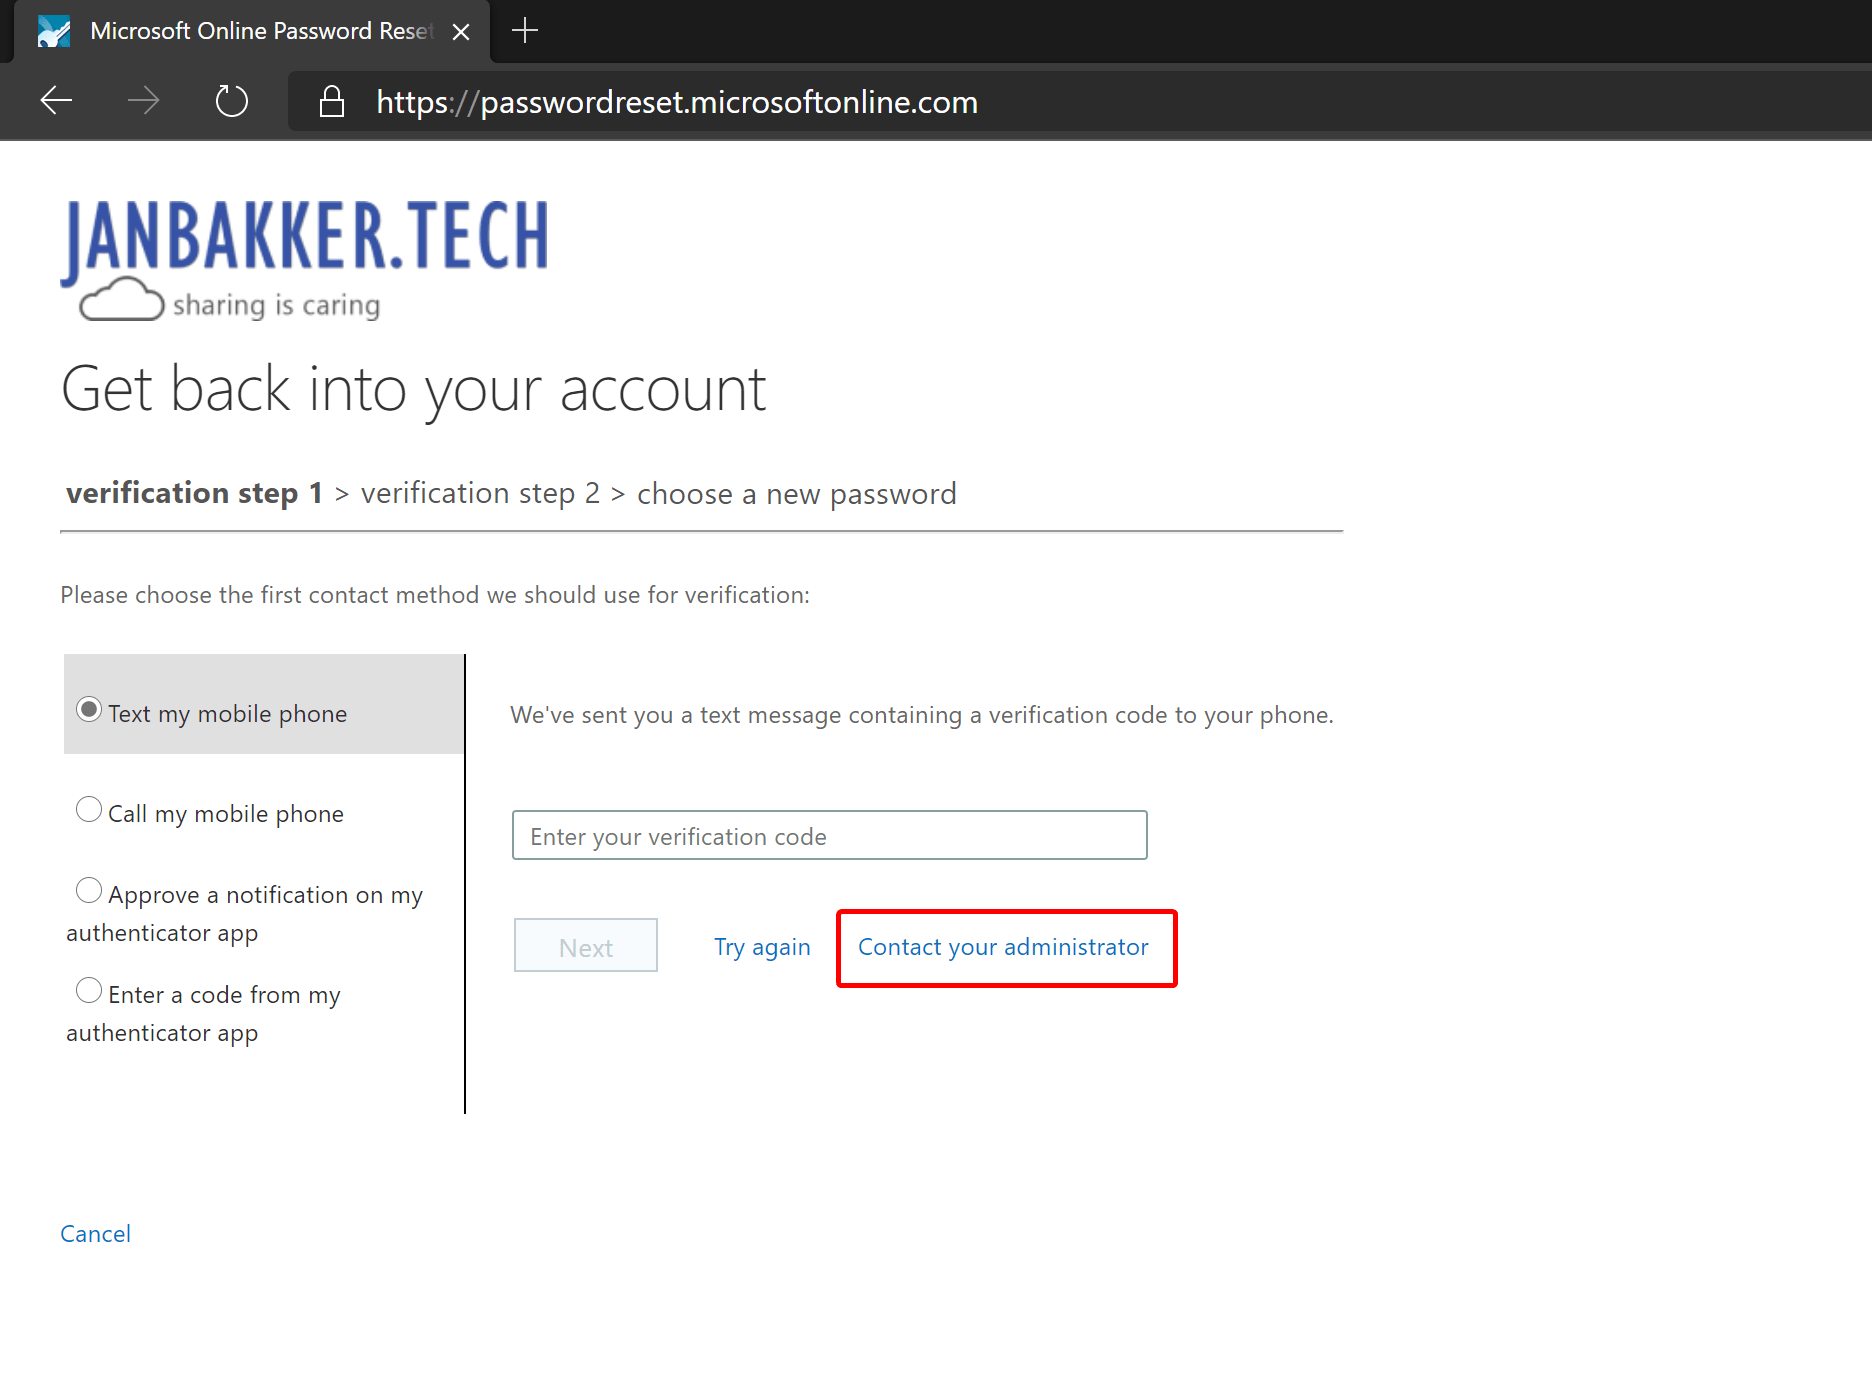 Microsoft Online Password Reset
https://passwordreset.microsoftonline.com
JANBAKKER.TECH
sharing is caring
Get back into your account
verification step 1 > verification step 2 > choose a new password
Please choose the first contact method we should use for verification:
Text my mobile phone
We've sent you a text message containing a verification code to your phone.
Call my mobile phone
Enter your verification code
Approve a notification on my
authenticator app
Next Try again Contact your administrator
Enter a code from my
authenticator app
Cancel